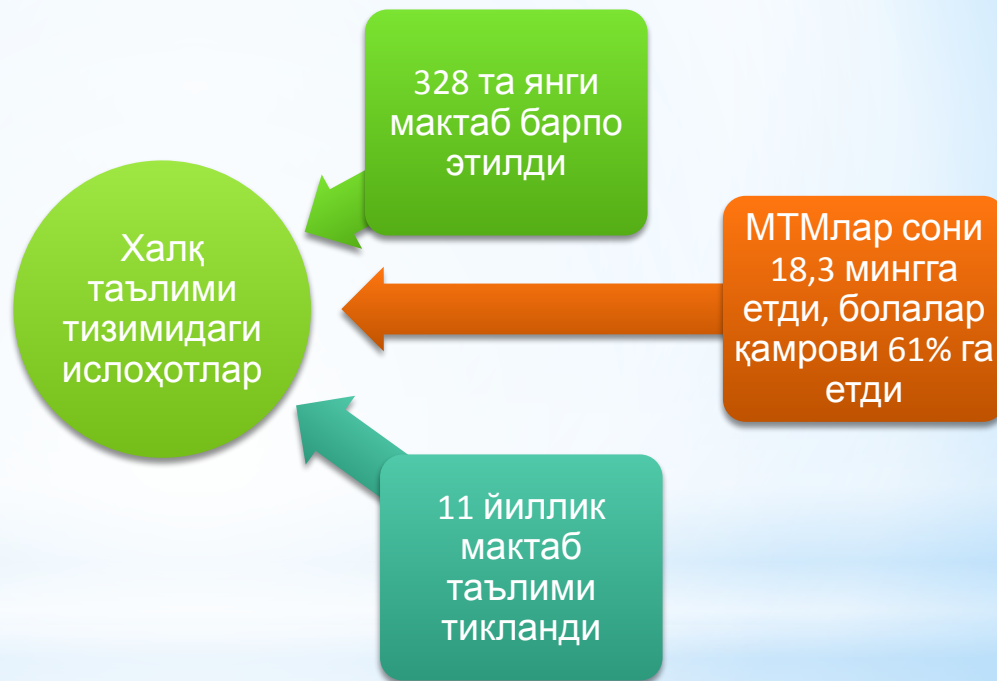 328 та янги
мактаб барпо
этилди
Халқ
таълими
тизимидаги
ислоҳотлар
МТМлар сони
18,3 мингга
етди, болалар
қамрови 61% га
етди
11 йиллик
мактаб
таълими
тикланди